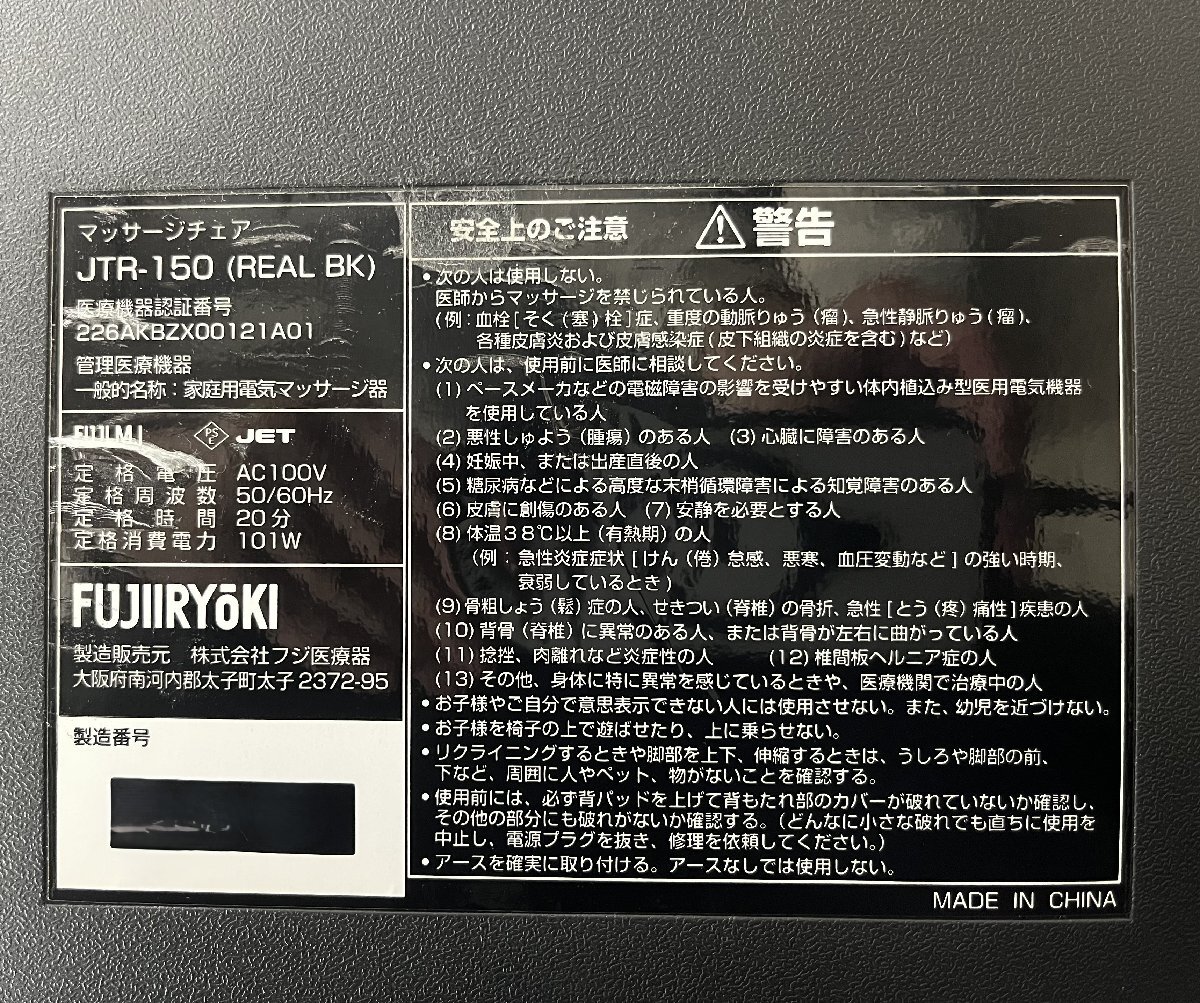 マッサージチェア
JTR-150 (REAL BK)
医療機器認証番号
226AKBZX00121A01
管理医療機器
一般的名称：家庭用電気マッサージ器
FUJI.M.I PSE JET
定格電圧 AC100V
定格周波数 50/60Hz
定格時間 20分
定格消費電力 101W
FUJIIRYōKI
製造販売元 株式会社フジ医療器
大阪府南河内郡太子町太子2372-95
製造番号
安全上のご注意 警告
•次の人は使用しない。
医師からマッサージを禁じられている人。
(例：血栓[そく（塞）栓]症、重度の動脈りゅう（瘤）、急性静脈りゅう(瘤)、
各種皮膚炎および皮膚感染症(皮下組織の炎症を含む)など)
•次の人は、使用前に医師に相談してください。
(1) ペースメーカなどの電磁障害の影響を受けやすい体内植込み型医用電気機器
を使用している人
(2) 悪性しゅよう（腫瘍）のある人 (3) 心臓に障害のある人
(4) 妊娠中、または出産直後の人
(5) 糖尿病などによる高度な末梢循環障害による知覚障害のある人
(6) 皮膚に創傷のある人 (7) 安静を必要とする人
(8) 体温38℃以上（有熱期）の人
（例：急性炎症症状[けん（倦）怠感、悪寒、血圧変動など]の強い時期、
衰弱しているとき)
(9) 骨粗しょう（鬆）症の人、せきつい（脊椎）の骨折、急性[とう（疼）痛性]疾患の人
(10) 背骨（脊椎）に異常のある人、または背骨が左右に曲がっている人
(11) 捻挫、肉離れなど炎症性の人 (12) 椎間板ヘルニア症の人
(13) その他、身体に特に異常を感じているときや、医療機関で治療中の人
•お子様やご自分で意思表示できない人には使用させない。また、幼児を近づけない。
•お子様を椅子の上で遊ばせたり、上に乗らせない。
•リクライニングするときや脚部を上下、伸縮するときは、うしろや脚部の前、
下など、周囲に人やペット、物がないことを確認する。
•使用前には、必ず背パッドを上げて背もたれ部のカバーが破れていないか確認し、
その他の部分にも破れがないか確認する。（どんなに小さな破れでも直ちに使用を
中止し、電源プラグを抜き、修理を依頼してください。）
•アースを確実に取り付ける。アースなしでは使用しない。
MADE IN CHINA